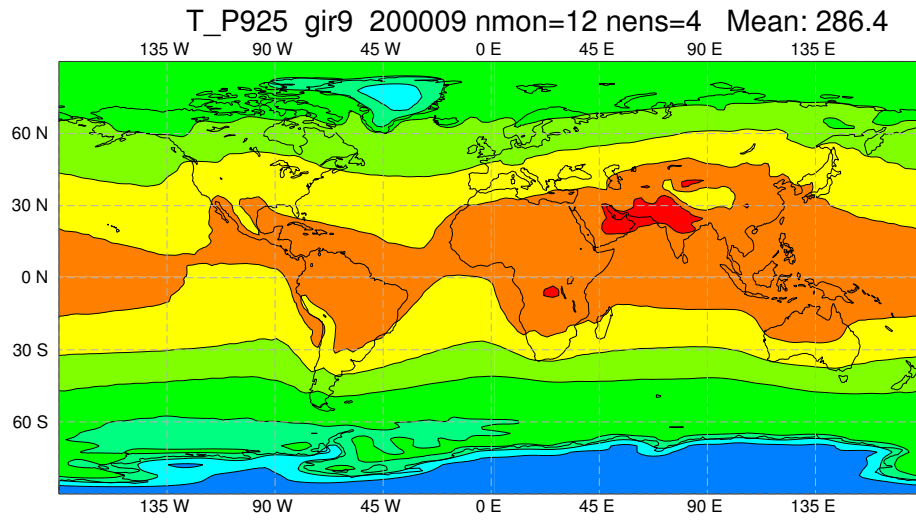 T_P925 gir9 200009 nmon=12 nens=4 Mean: 286.4
135 W 90 W 45 W 0 E 45 E 90 E 135 E
60 N
30 N
0 N
30 S
60 S
135 W 90 W 45 W 0 E 45 E 90 E 135 E